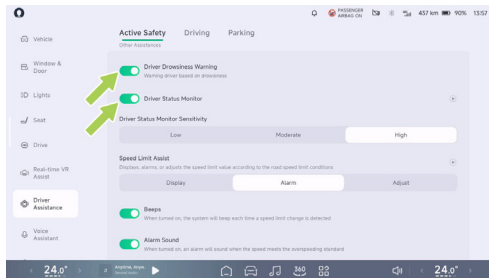 PASSENGER
AIRBAG ON
457 km
90%
13:57
Vehicle
Window &
Door
Lights
Seat
Drive
Real-time VR
Assist
Driver
Assistance
Voice
Assistant
Active Safety Driving Parking
Other Assistances
Driver Drowsiness Warning
Warning driver based on drowsiness
Driver Status Monitor
Driver Status Monitor Sensitivity
Low Moderate High
Speed Limit Assist
Displays, alarms, or adjusts the speed limit value according to the road speed limit conditions
Display Alarm Adjust
Beeps
When turned on, the system will beep each time a speed limit change is detected
Alarm Sound
When turned on, an alarm will sound when the speed meets the overspeeding standard
24.0°
360
24.0°